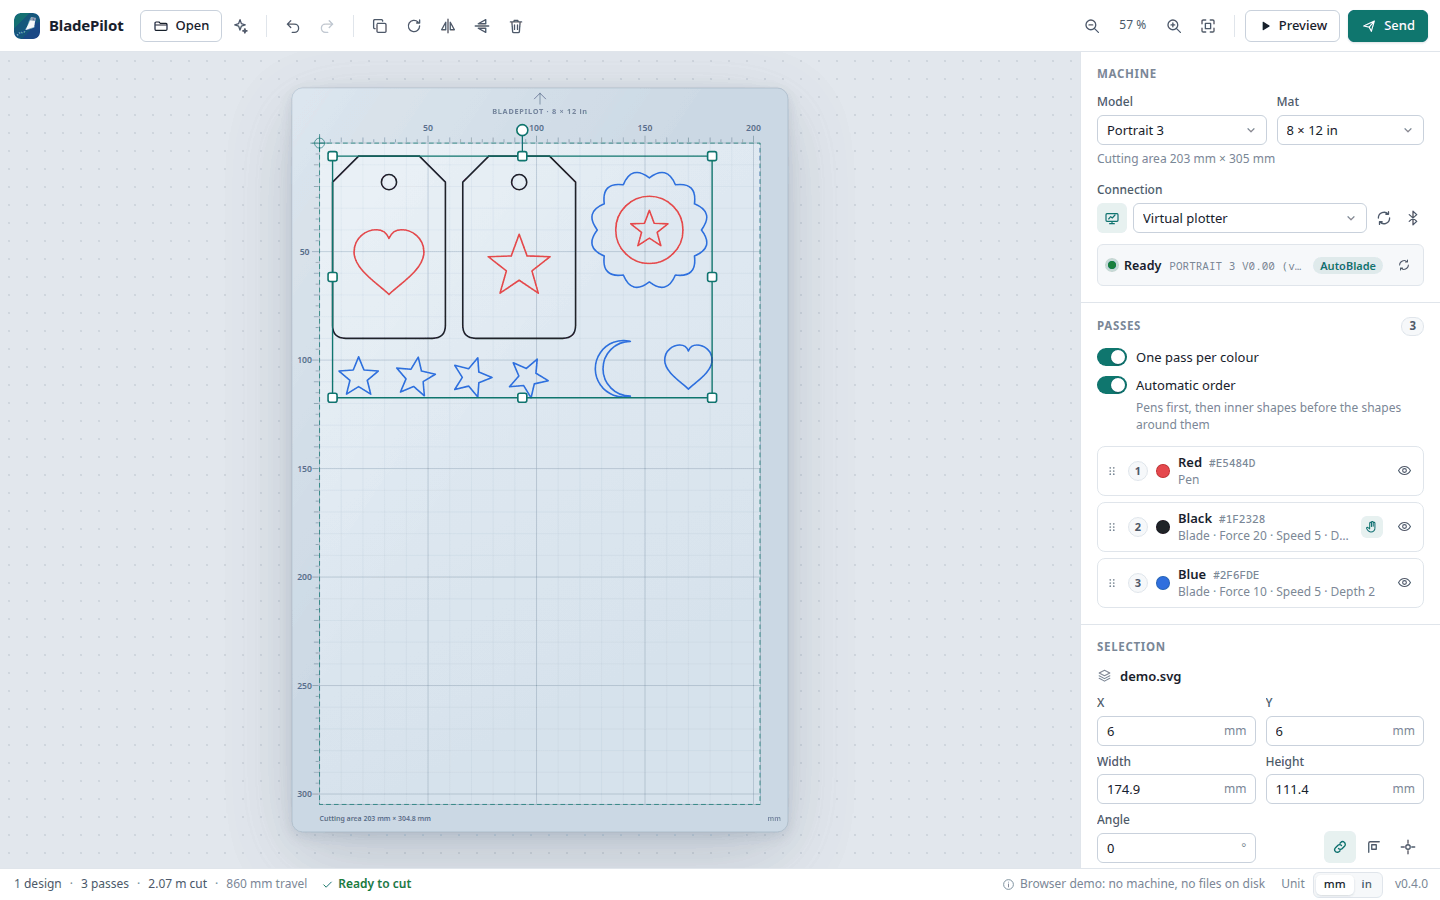 BladePilot
Open
57 %
Preview
Send
BLADEPILOT · 8 × 12 in
50
100
150
200
50
100
150
200
250
300
Cutting area 203 mm × 304.8 mm
mm
MACHINE
Model
Mat
Portrait 3
8 × 12 in
Cutting area 203 mm × 305 mm
Connection
Virtual plotter
Ready PORTRAIT 3 V0.00 (v… AutoBlade
PASSES
3
One pass per colour
Automatic order
Pens first, then inner shapes before the shapes
around them
1
Red #E5484D
Pen
2
Black #1F2328
Blade · Force 20 · Speed 5 · D…
3
Blue #2F6FDE
Blade · Force 10 · Speed 5 · Depth 2
SELECTION
demo.svg
X
Y
6 mm
6 mm
Width
Height
174.9 mm
111.4 mm
Angle
0 °
1 design · 3 passes · 2.07 m cut · 860 mm travel
Ready to cut
Browser demo: no machine, no files on disk
Unit mm in
v0.4.0